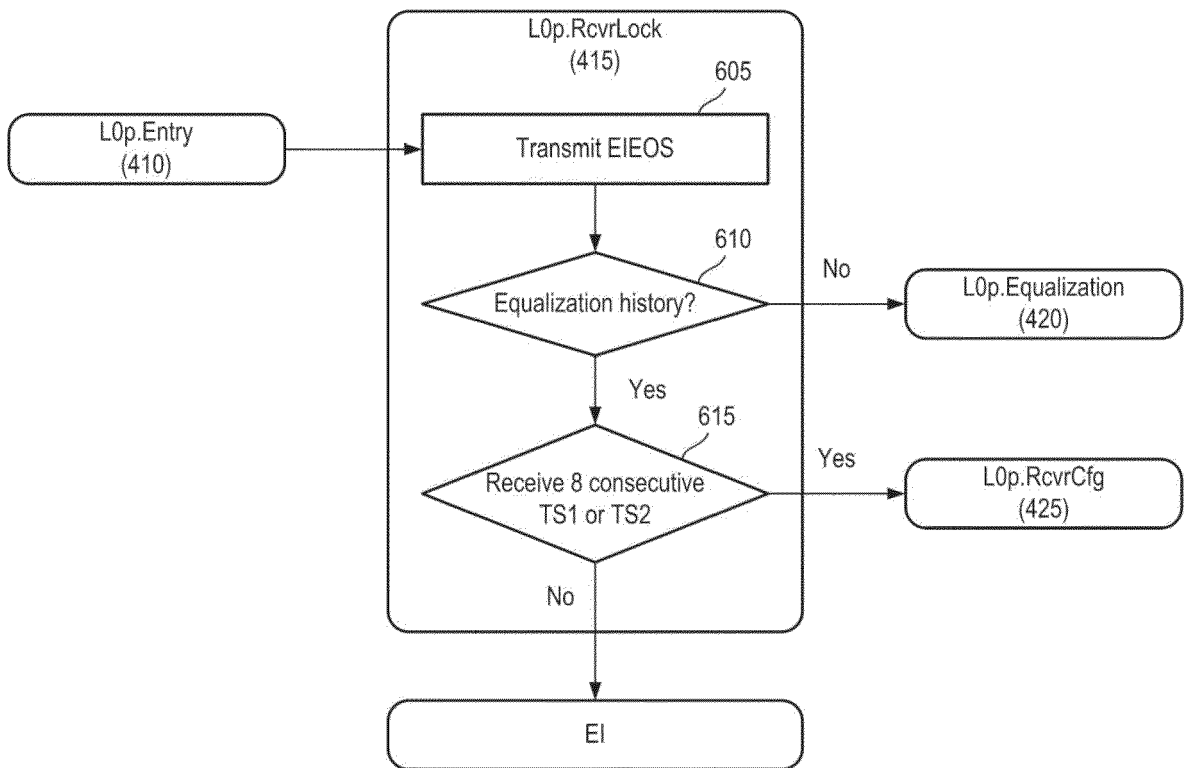 L0p.RcvrLock
(415)
605
L0p.Entry
(410)
Transmit EIEOS
610
No
Equalization history?
L0p.Equalization
(420)
Yes
615
Yes
Receive 8 consecutive
TS1 or TS2
L0p.RcvrCfg
(425)
No
EI